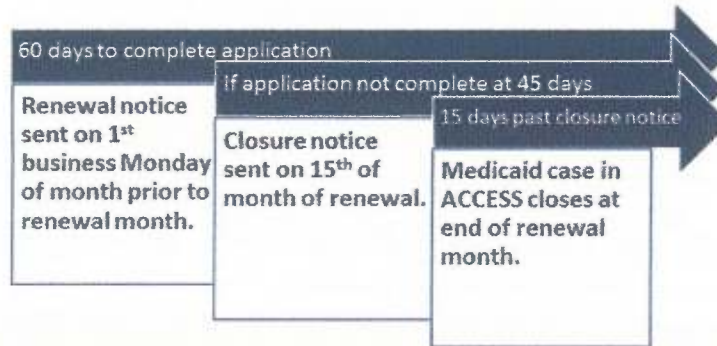 60 days to complete application
If application not complete at 45 days
15 days past closure notice
Renewal notice
sent on 1st
business Monday
of month prior to
renewal month.
Closure notice
sent on 15th of
month of renewal.
Medicaid case in
ACCESS closes at
end of renewal
month.